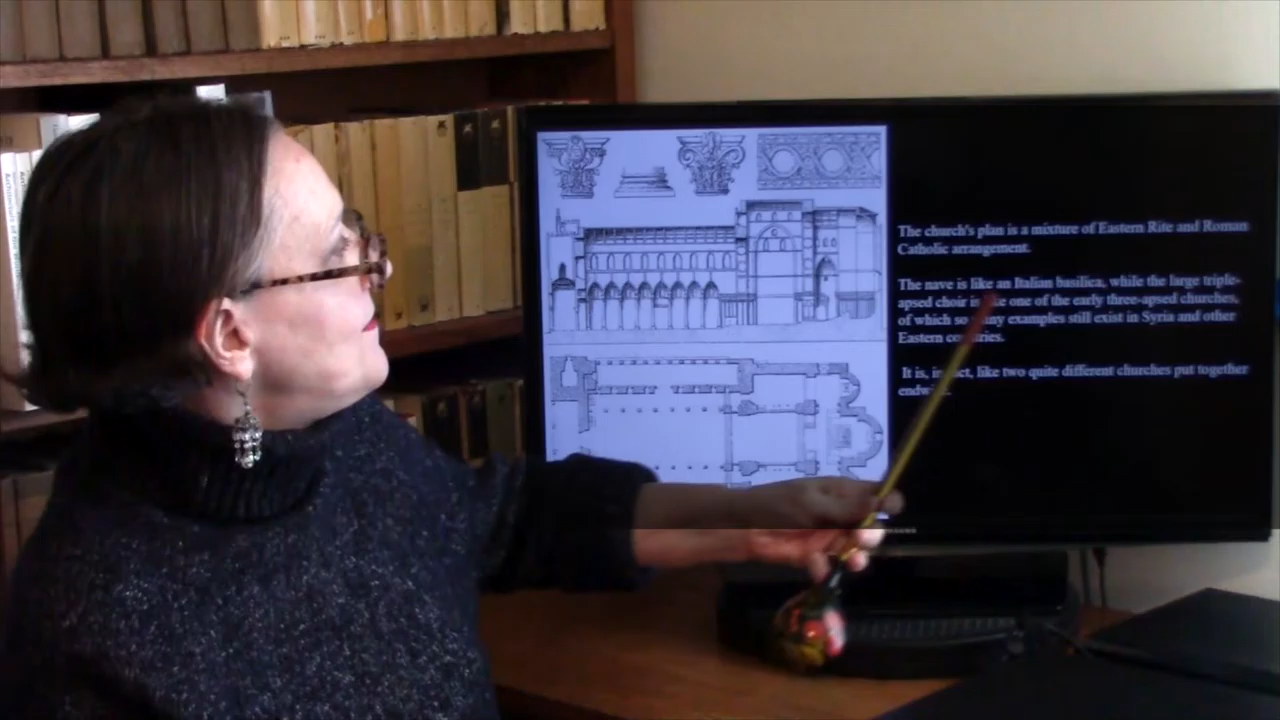 The church's plan is a mixture of Eastern Rite and Roman
Catholic arrangement.
The nave is like an Italian basilica, while the large triple-
apsed choir is like one of the early three-apsed churches,
of which so many examples still exist in Syria and other
Eastern countries.
It is, in fact, like two quite different churches put together
endwise.
SAMSUNG